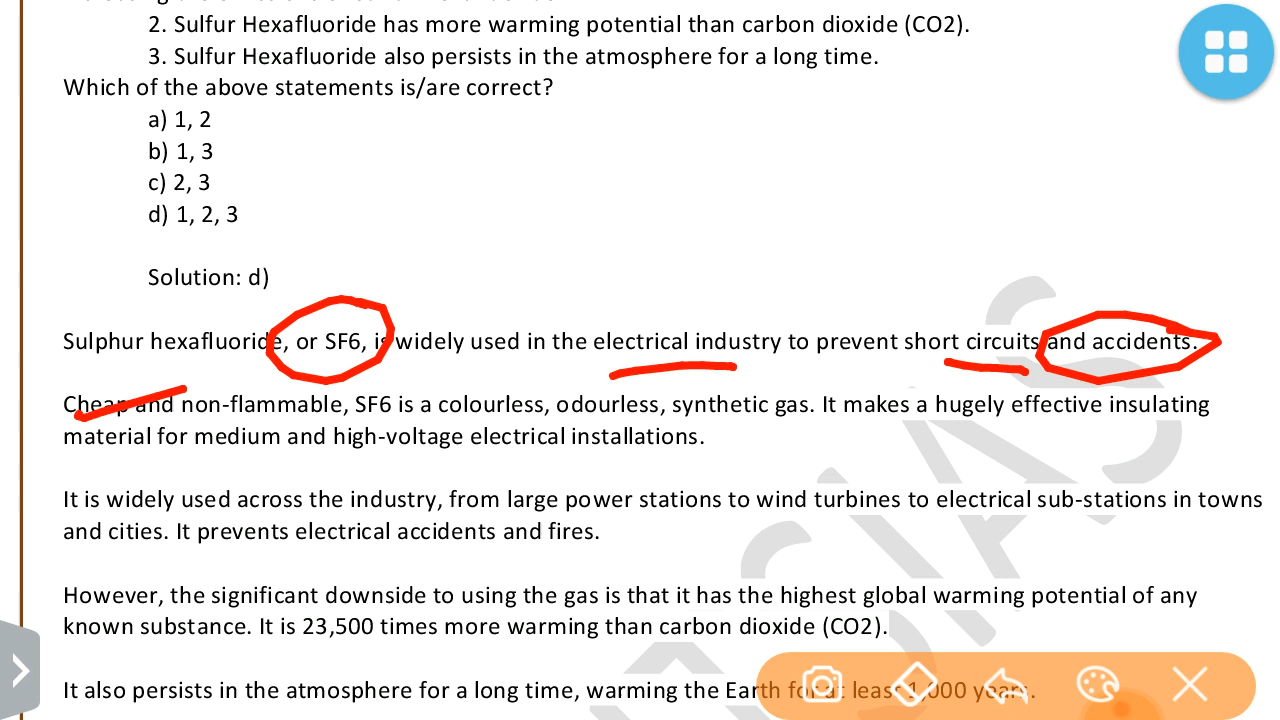 2. Sulfur Hexafluoride has more warming potential than carbon dioxide (CO2).
3. Sulfur Hexafluoride also persists in the atmosphere for a long time.
Which of the above statements is/are correct?
a) 1, 2
b) 1, 3
c) 2, 3
d) 1, 2, 3
Solution: d)
Sulphur hexafluoride, or SF6, is widely used in the electrical industry to prevent short circuits and accidents.
Cheap and non-flammable, SF6 is a colourless, odourless, synthetic gas. It makes a hugely effective insulating
material for medium and high-voltage electrical installations.
It is widely used across the industry, from large power stations to wind turbines to electrical sub-stations in towns
and cities. It prevents electrical accidents and fires.
However, the significant downside to using the gas is that it has the highest global warming potential of any
known substance. It is 23,500 times more warming than carbon dioxide (CO2).
It also persists in the atmosphere for a long time, warming the Earth for at least 1,000 years.